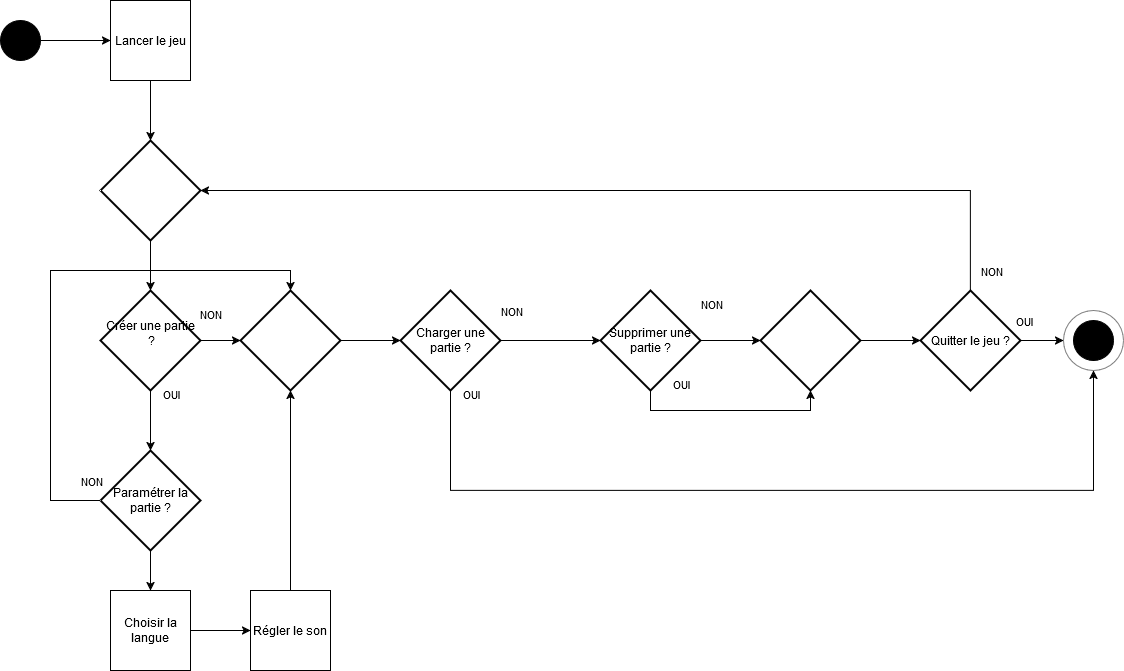 Lancer le jeu
NON
Créer une partie
?
NON
Charger une
partie ?
NON
Supprimer une
partie ?
NON
Quitter le jeu ?
OUI
OUI
OUI
OUI
NON
Paramétrer la
partie ?
Choisir la
langue
Régler le son